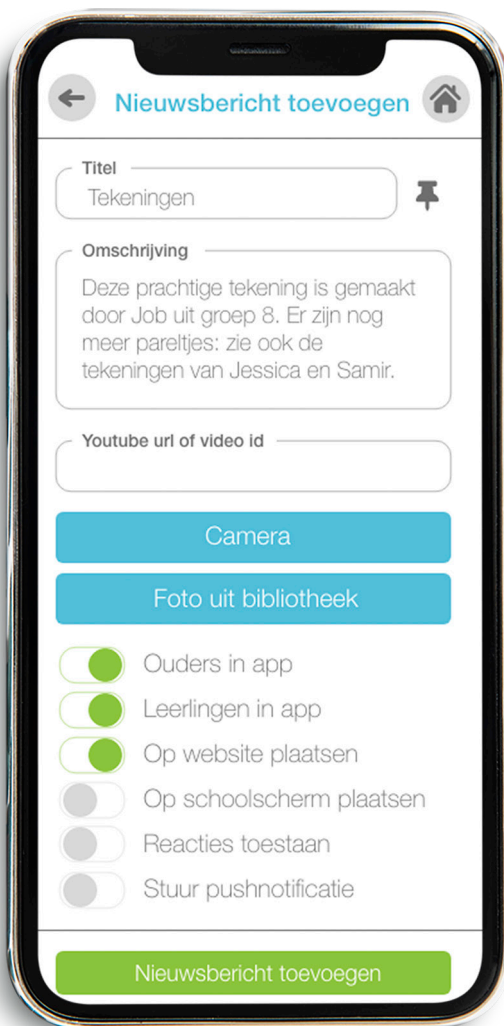 Nieuwsbericht toevoegen
Titel
Tekeningen
Omschrijving
Deze prachtige tekening is gemaakt
door Job uit groep 8. Er zijn nog
meer pareltjes: zie ook de
tekeningen van Jessica en Samir.
Youtube url of video id
Camera
Foto uit bibliotheek
Ouders in app
Leerlingen in app
Op website plaatsen
Op schoolscherm plaatsen
Reacties toestaan
Stuur pushnotificatie
Nieuwsbericht toevoegen